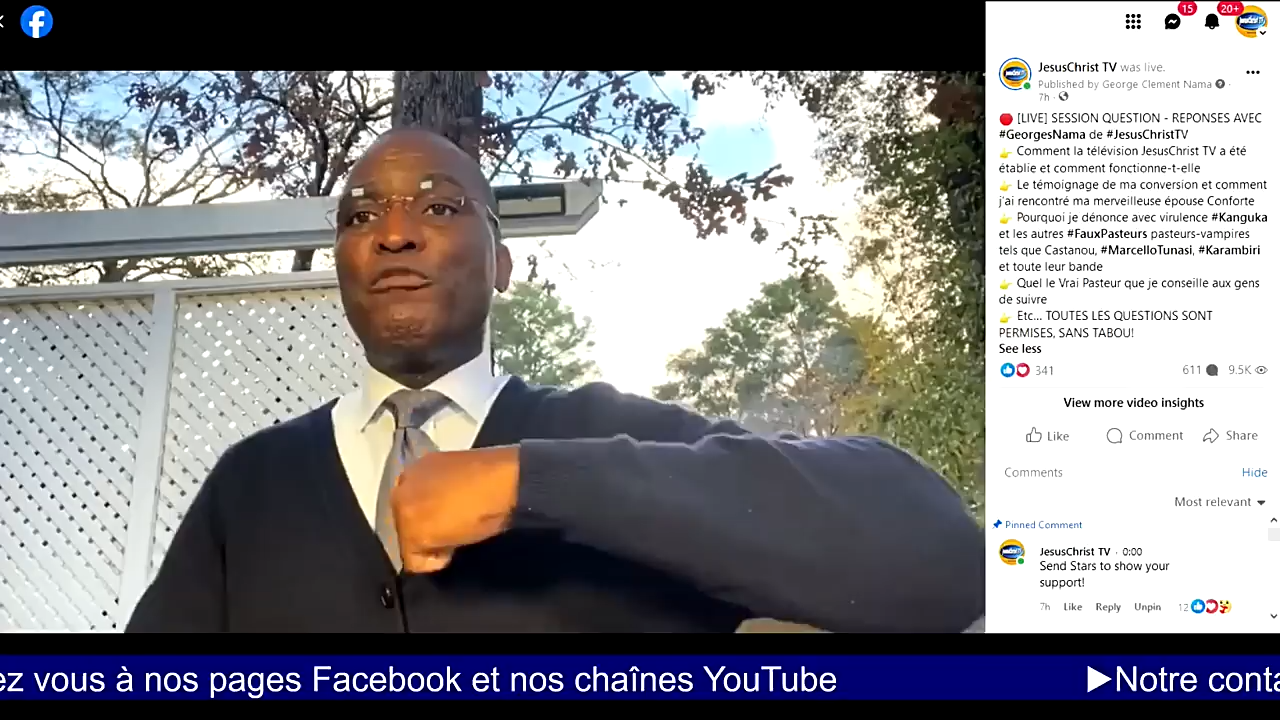 15
20+
JesusChrist TV was live.
Published by George Clement Nama
7h
[LIVE] SESSION QUESTION - REPONSES AVEC
#GeorgesNama de #JesusChristTV
👉 Comment la télévision JesusChrist TV a été
établie et comment fonctionne-t-elle
👉 Le témoignage de ma conversion et comment
j'ai rencontré ma merveilleuse épouse Conforte
👉 Pourquoi je dénonce avec virulence #Kanguka
et les autres #FauxPasteurs pasteurs-vampires
tels que Castanou, #MarcelloTunasi, #Karambiri
et toute leur bande
👉 Quel le Vrai Pasteur que je conseille aux gens
de suivre
👉 Etc... TOUTES LES QUESTIONS SONT
PERMISES, SANS TABOU!
See less
341 611 9.5K
View more video insights
Like Comment Share
Comments Hide
Most relevant
Pinned Comment
JesusChrist TV · 0:00
Send Stars to show your
support!
7h Like Reply Unpin 12
ez vous à nos pages Facebook et nos chaînes YouTube ▶Notre conta